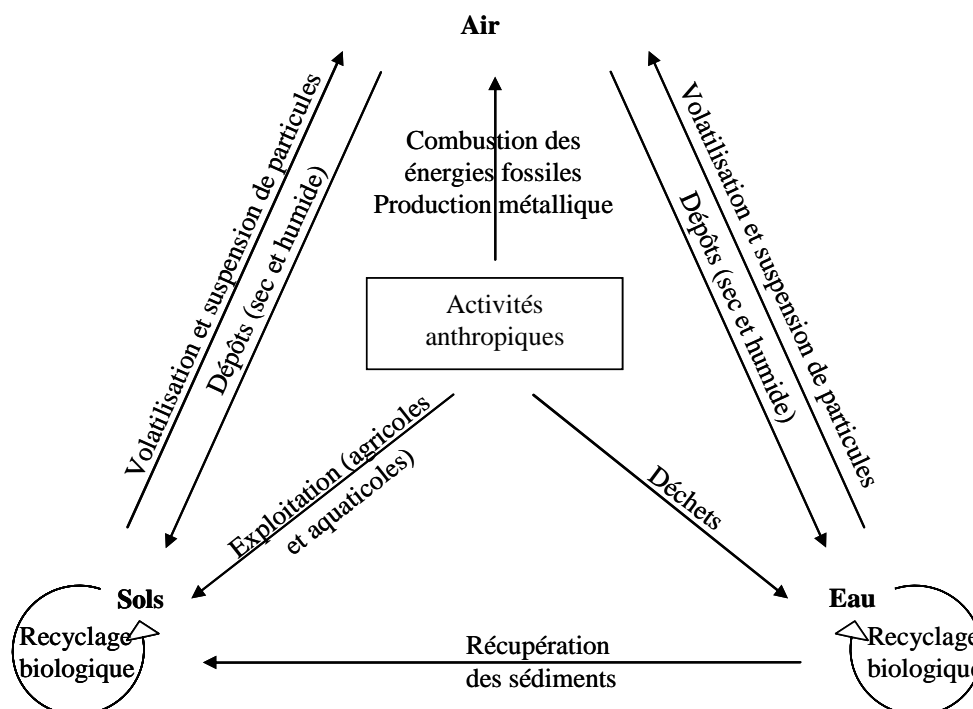 Air
Volatilisation et suspension de particules
Dépôts (sec et humide)
Combustion des
énergies fossiles
Production métallique
Dépôts (sec et humide)
Volatilisation et suspension de particules
Activités
anthropiques
Exploitation (agricoles
et aquaticoles)
Déchets
Sols
Recyclage
biologique
Eau
Recyclage
biologique
Récupération
des sédiments